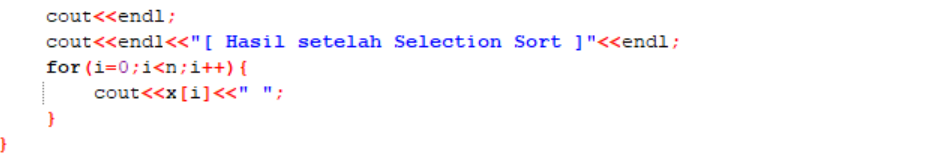 cout<<endl;
cout<<endl<<"[ Hasil setelah Selection Sort ]"<<endl;
for(i=0;i<n;i++){
cout<<x[i]<<" ";
}
}